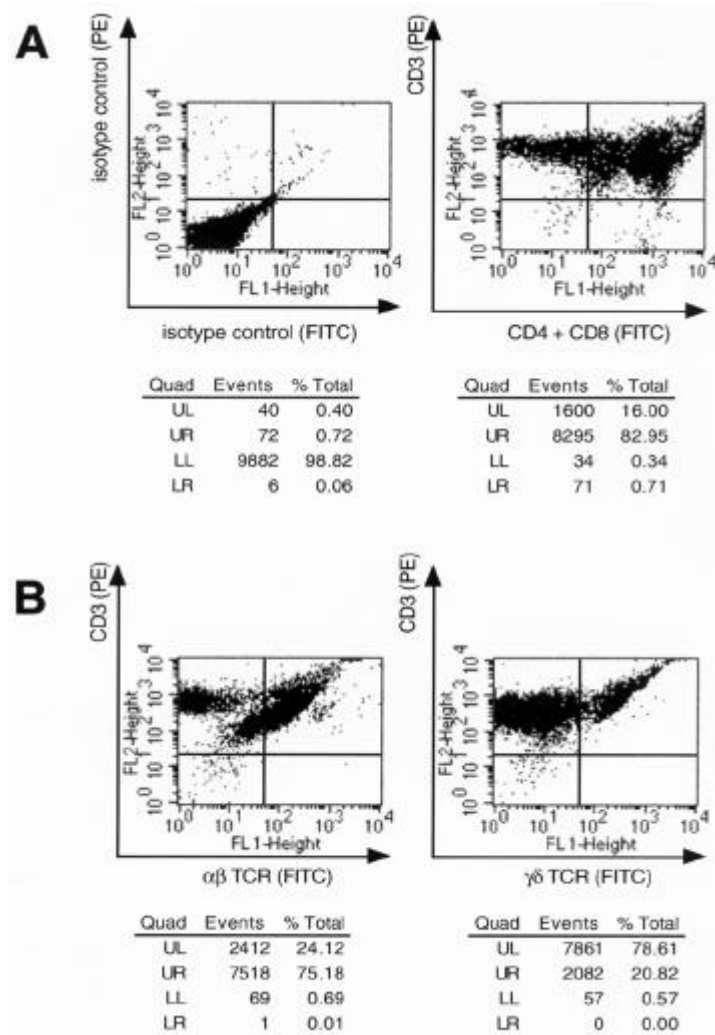 A
isotype control (PE)
FL2-Height
10^0 10^1 10^2 10^3 10^4
10^0 10^1 10^2 10^3 10^4
FL1-Height
isotype control (FITC)
Quad Events % Total
UL 40 0.40
UR 72 0.72
LL 9882 98.82
LR 6 0.06
CD3 (PE)
FL2-Height
10^0 10^1 10^2 10^3 10^4
10^0 10^1 10^2 10^3 10^4
FL1-Height
CD4 + CD8 (FITC)
Quad Events % Total
UL 1600 16.00
UR 8295 82.95
LL 34 0.34
LR 71 0.71
B
CD3 (PE)
FL2-Height
10^0 10^1 10^2 10^3 10^4
10^0 10^1 10^2 10^3 10^4
FL1-Height
αβ TCR (FITC)
Quad Events % Total
UL 2412 24.12
UR 7518 75.18
LL 69 0.69
LR 1 0.01
CD3 (PE)
FL2-Height
10^0 10^1 10^2 10^3 10^4
10^0 10^1 10^2 10^3 10^4
FL1-Height
γδ TCR (FITC)
Quad Events % Total
UL 7861 78.61
UR 2082 20.82
LL 57 0.57
LR 0 0.00